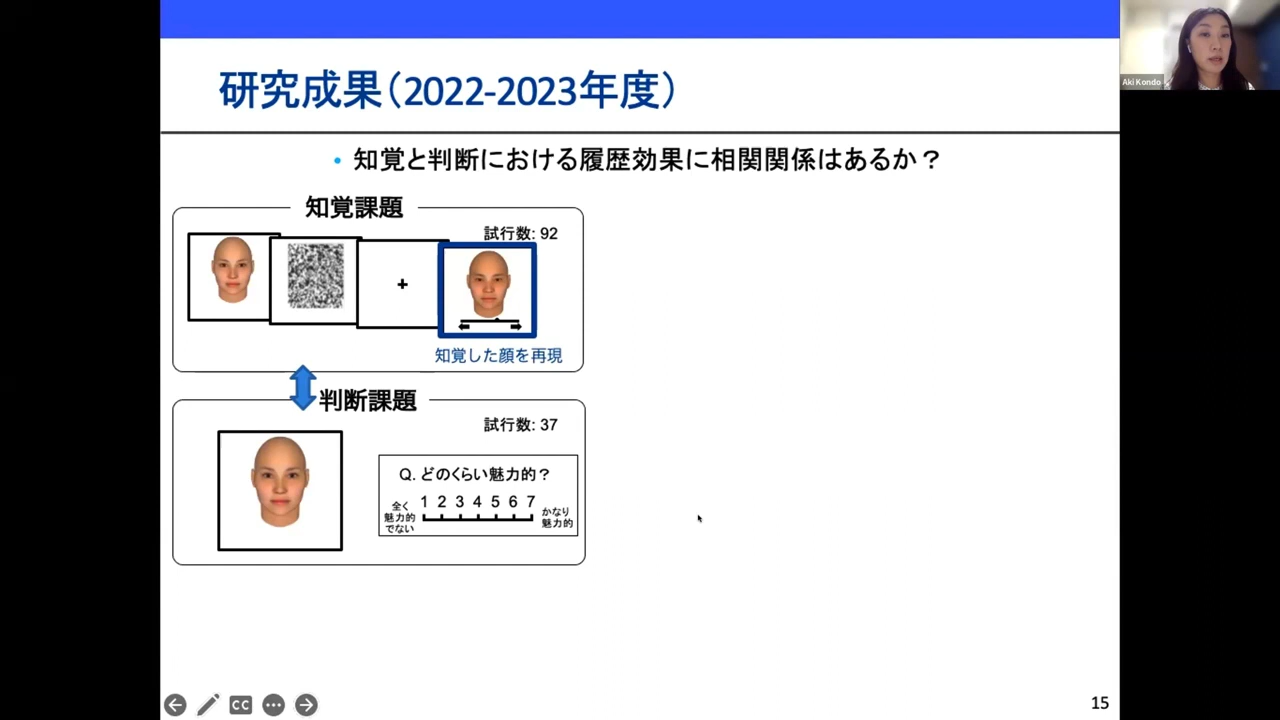 研究成果（2022-2023年度）
• 知覚と判断における履歴効果に相関関係はあるか？
知覚課題
試行数: 92
+
知覚した顔を再現
判断課題
試行数: 37
Q. どのくらい魅力的？
1 2 3 4 5 6 7
全く
魅力的
でない
かなり
魅力的
CC
15
Aki Kondo